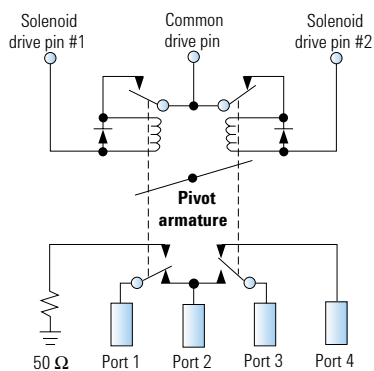 Solenoid
drive pin #1
Common
drive pin
Solenoid
drive pin #2
Pivot
armature
50 Ω
Port 1
Port 2
Port 3
Port 4